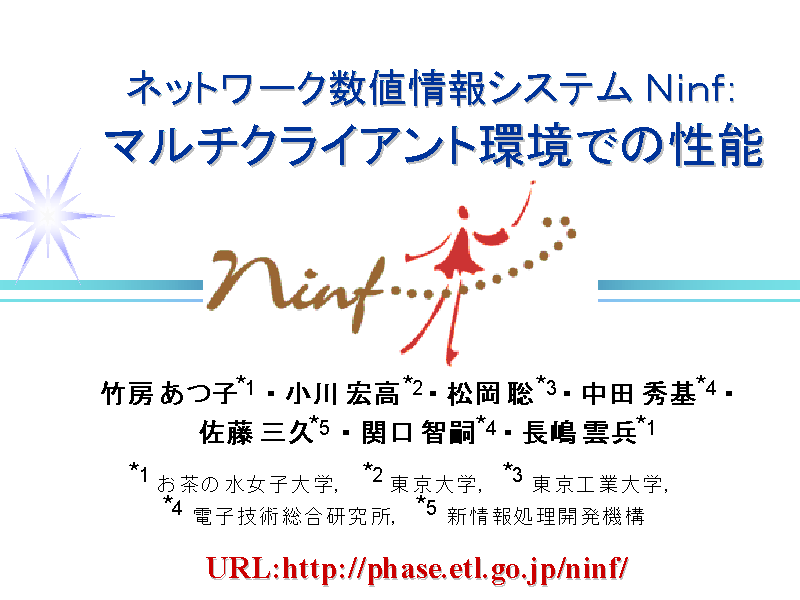 ネットワーク数値情報システム Ninf:
マルチクライアント環境での性能
Ninf
竹房 あつ子*1 ・ 小川 宏高*2 ・ 松岡 聡*3 ・ 中田 秀基*4 ・
佐藤 三久*5 ・ 関口 智嗣*4 ・ 長嶋 雲兵*1
*1 お茶の水女子大学, *2 東京大学, *3 東京工業大学,
*4 電子技術総合研究所, *5 新情報処理開発機構
URL:http://phase.etl.go.jp/ninf/